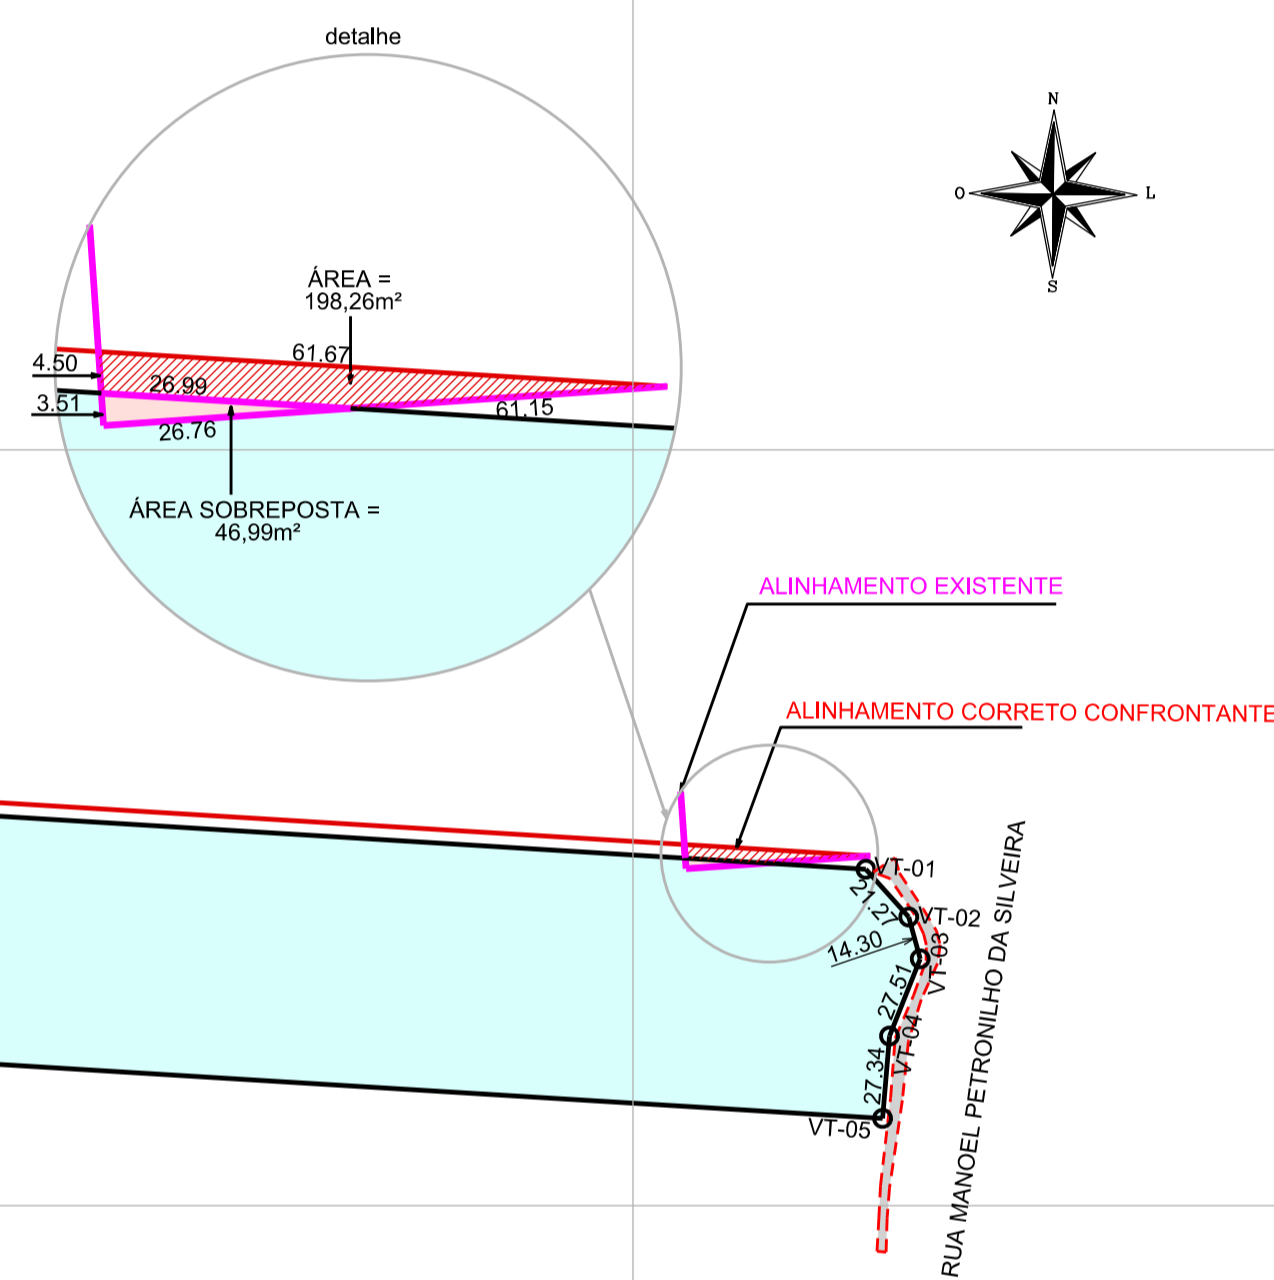 detalhe
N
O
L
S
ÁREA =
198,26m²
61.67
4.50
26.99
3.51
61.15
26.76
ÁREA SOBREPOSTA =
46,99m²
ALINHAMENTO EXISTENTE
ALINHAMENTO CORRETO CONFRONTANTE
VT-01
21.27
VT-02
14.30
VT-03
27.51
VT-04
27.34
VT-05
RUA MANOEL PETRONILHO DA SILVEIRA